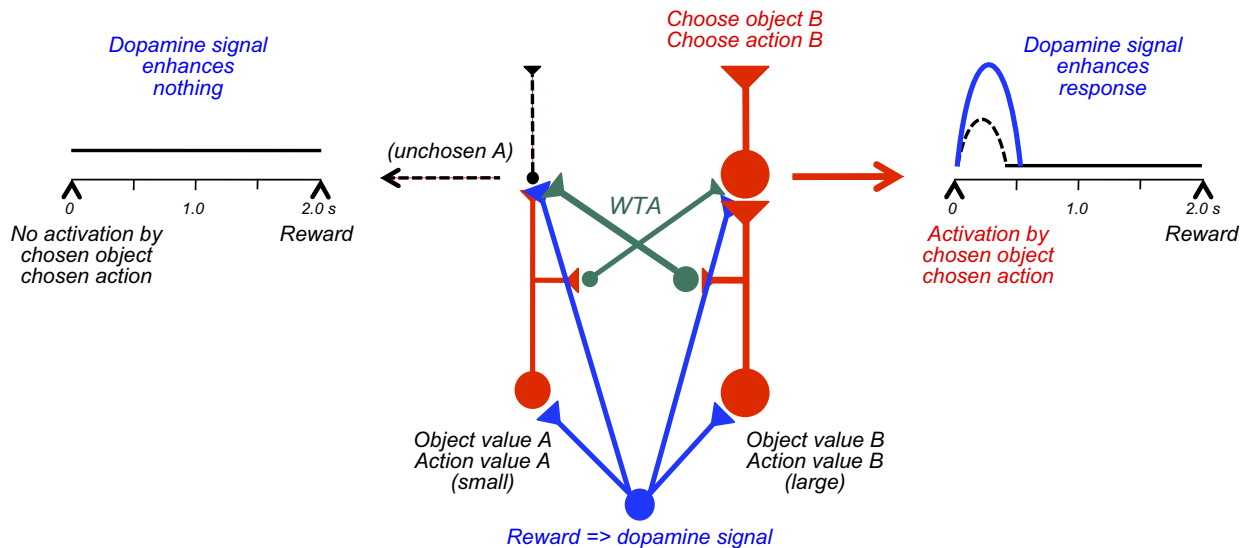 Choose object B
Choose action B
Dopamine signal
enhances
nothing
Dopamine signal
enhances
response
(unchosen A)
WTA
0
1.0
2.0 s
0
1.0
2.0 s
No activation by
chosen object
chosen action
Reward
Activation by
chosen object
chosen action
Reward
Object value A
Action value A
(small)
Object value B
Action value B
(large)
Reward => dopamine signal